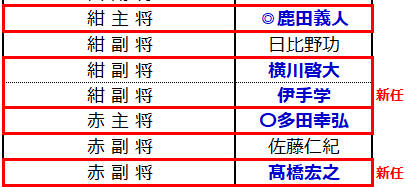 紺 主 将 ◎鹿田義人
紺 副 将 日比野功
紺 副 将 横川啓大
紺 副 将 伊手学 新任
赤 主 将 〇多田幸弘
赤 副 将 佐藤仁紀
赤 副 将 髙橋宏之 新任